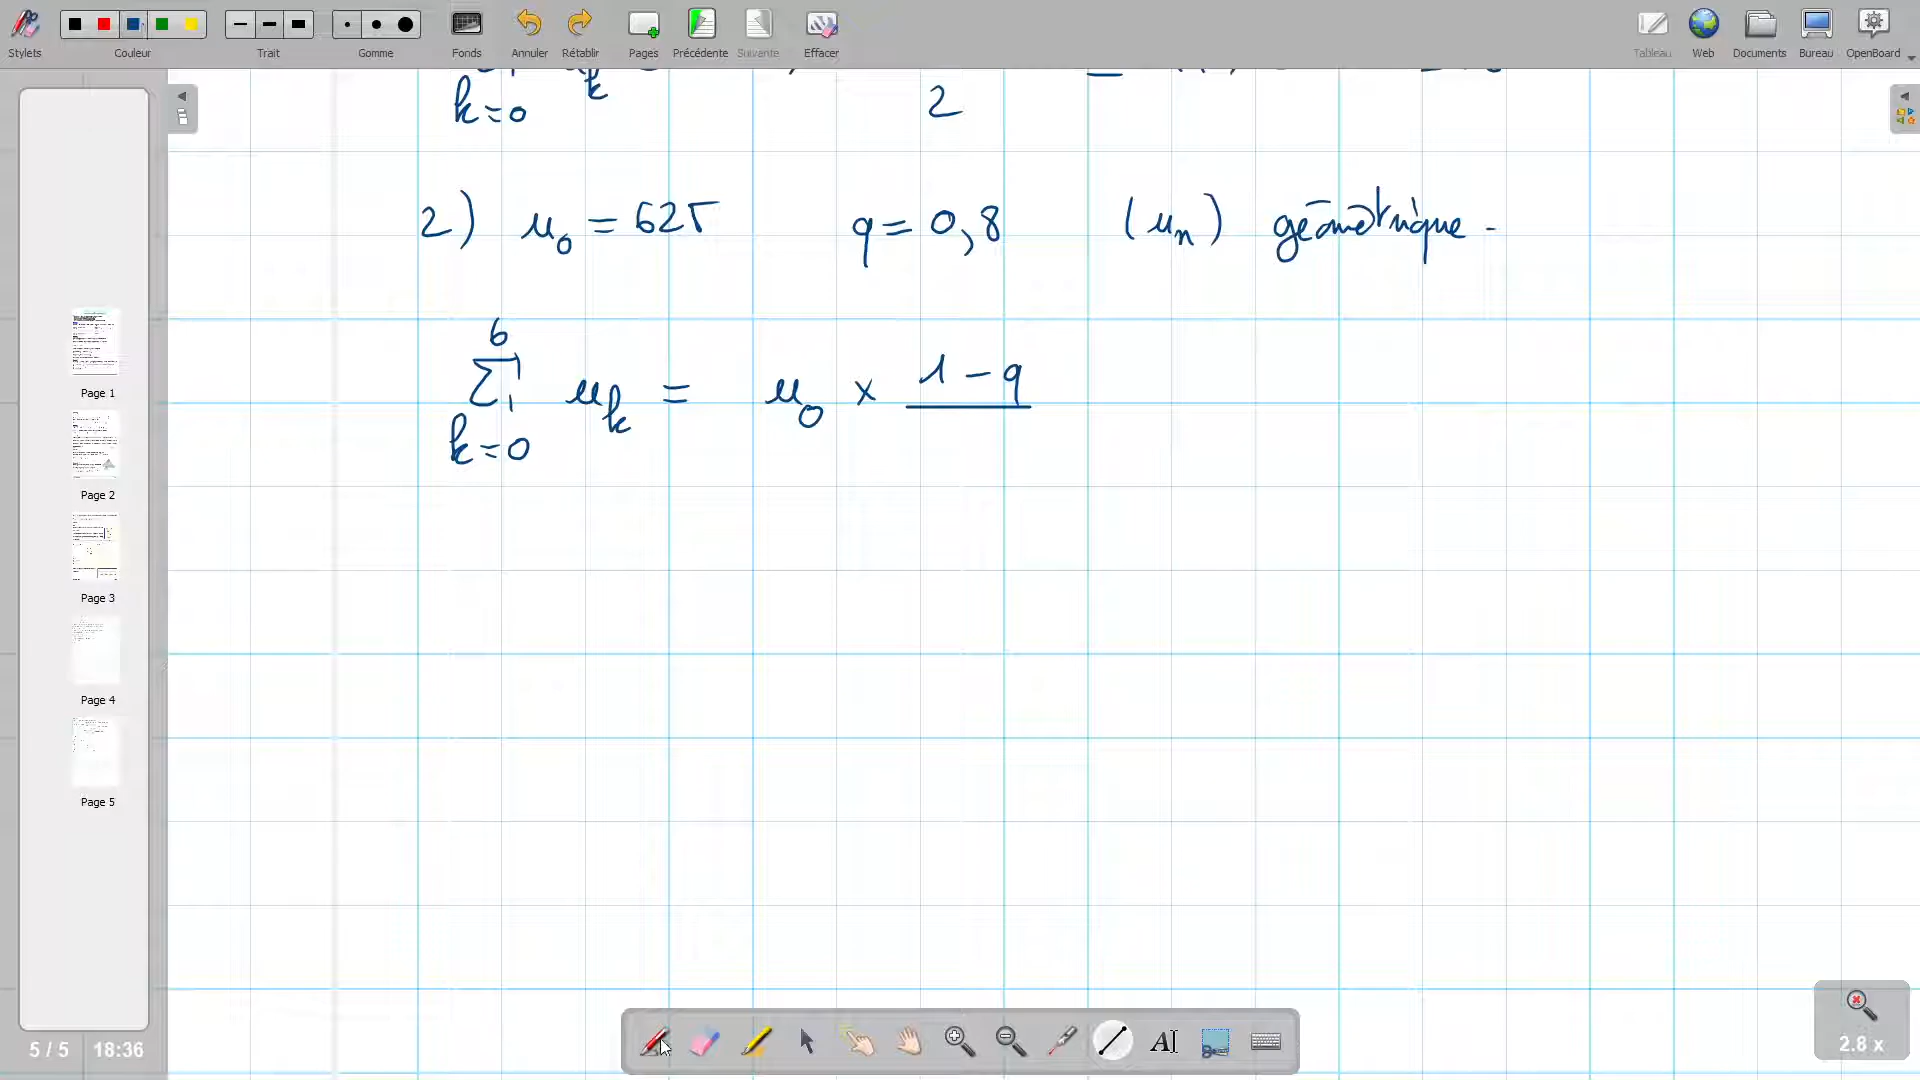 Stylets Couleur Trait Gomme Fonds Annuler Rétablir Pages Précédente Suivante Effacer Tableau Web Documents Bureau OpenBoard
k=0
k
2
2) u₀ = 625 q = 0,8 (uₙ) géométrique.
6
∑ uₖ = u₀ × 1 - q
k=0
Page 1
Page 2
Page 3
Page 4
Page 5
5 / 5 18:36
AI
2.8 x